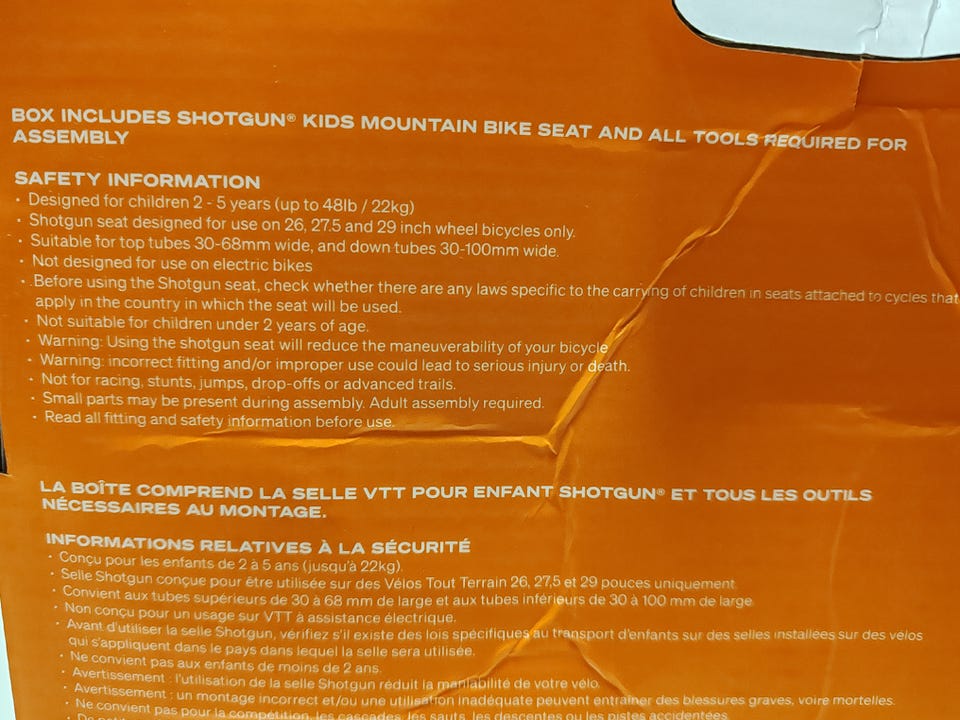 BOX INCLUDES SHOTGUN® KIDS MOUNTAIN BIKE SEAT AND ALL TOOLS REQUIRED FOR
ASSEMBLY
SAFETY INFORMATION
• Designed for children 2 - 5 years (up to 48lb / 22kg)
• Shotgun seat designed for use on 26, 27.5 and 29 inch wheel bicycles only.
• Suitable for top tubes 30-68mm wide, and down tubes 30-100mm wide.
• Not designed for use on electric bikes
• .Before using the Shotgun seat, check whether there are any laws specific to the carrying of children in seats attached to cycles that
apply in the country in which the seat will be used.
• Not suitable for children under 2 years of age.
• Warning: Using the shotgun seat will reduce the maneuverability of your bicycle
• Warning: incorrect fitting and/or improper use could lead to serious injury or death.
• Not for racing, stunts, jumps, drop-offs or advanced trails.
• Small parts may be present during assembly. Adult assembly required.
• Read all fitting and safety information before use.
LA BOÎTE COMPREND LA SELLE VTT POUR ENFANT SHOTGUN® ET TOUS LES OUTILS
NÉCESSAIRES AU MONTAGE.
INFORMATIONS RELATIVES À LA SÉCURITÉ
• Conçu pour les enfants de 2 à 5 ans (jusqu'à 22kg).
• Selle Shotgun conçue pour être utilisée sur des Vélos Tout Terrain 26, 27,5 et 29 pouces uniquement.
• Convient aux tubes supérieurs de 30 à 68 mm de large et aux tubes inférieurs de 30 à 100 mm de large
• Non conçu pour un usage sur VTT à assistance électrique.
• Avant d'utiliser la selle Shotgun, vérifiez s'il existe des lois spécifiques au transport d'enfants sur des selles installées sur des vélos
qui s'appliquent dans le pays dans lequel la selle sera utilisée.
• Ne convient pas aux enfants de moins de 2 ans.
• Avertissement : l'utilisation de la selle Shotgun réduit la maniabilité de votre vélo.
• Avertissement : un montage incorrect et/ou une utilisation inadéquate peuvent entraîner des blessures graves, voire mortelles.
• Ne convient pas pour la compétition, les cascades, les sauts, les descentes ou les pistes accidentées